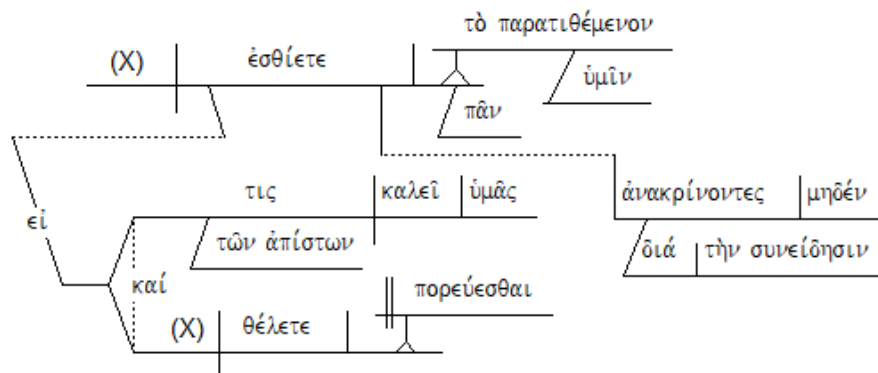 τὸ παρατιθέμενον
(X) ἐσθίετε
ὑμῖν
πᾶν
τις καλεῖ ὑμᾶς ἀνακρίνοντες μηδέν
εἰ
τῶν ἀπίστων διά τὴν συνείδησιν
καί πορεύεσθαι
(X) θέλετε